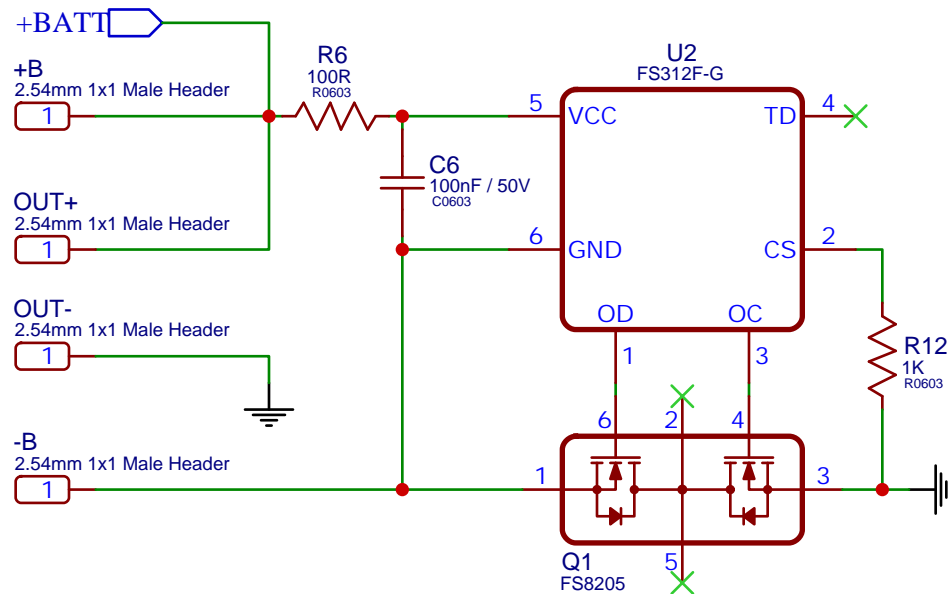 +BATT
+B
2.54mm 1x1 Male Header
1
OUT+
2.54mm 1x1 Male Header
1
OUT-
2.54mm 1x1 Male Header
1
-B
2.54mm 1x1 Male Header
1
R6
100R
R0603
C6
100nF / 50V
C0603
U2
FS312F-G
5
VCC
TD
4
6
GND
CS
2
OD
OC
1
3
R12
1K
R0603
6
2
4
1
3
5
Q1
FS8205